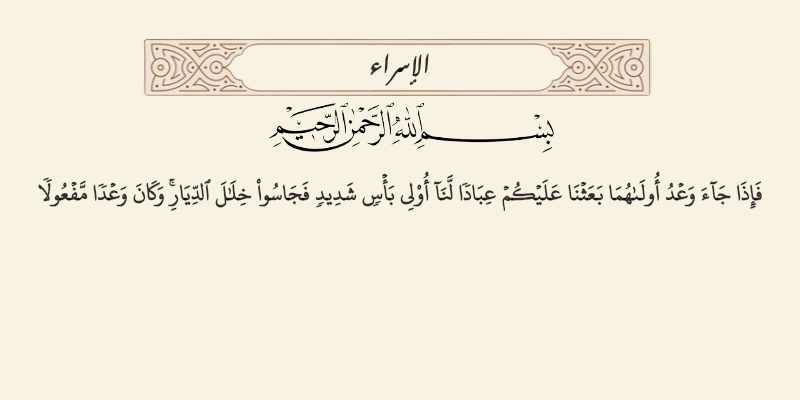 الإسراء
بِسْمِ ٱللَّهِ ٱلرَّحْمَٰنِ ٱلرَّحِيمِ
فَإِذَا جَآءَ وَعْدُ أُولَىٰهُمَا بَعَثْنَا عَلَيْكُمْ عِبَادًا لَّنَآ أُو۟لِى بَأْسٍ شَدِيدٍ فَجَاسُوا۟ خِلَٰلَ ٱلدِّيَارِ ۚ وَكَانَ وَعْدًا مَّفْعُولًا